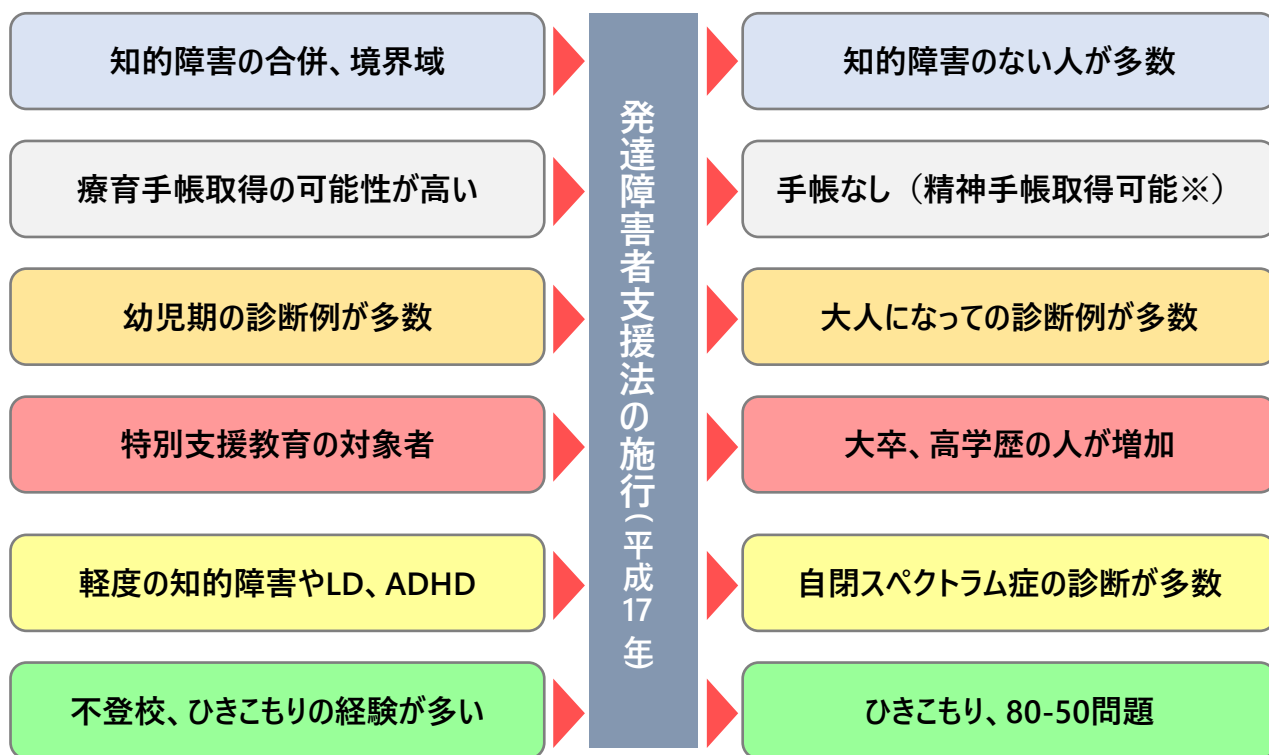 知的障害の合併、境界域
療育手帳取得の可能性が高い
幼児期の診断例が多数
特別支援教育の対象者
軽度の知的障害やLD、ADHD
不登校、ひきこもりの経験が多い
発達障害者支援法の施行（平成17年）
知的障害のない人が多数
手帳なし（精神手帳取得可能※）
大人になっての診断例が多数
大卒、高学歴の人が増加
自閉スペクトラム症の診断が多数
ひきこもり、80-50問題